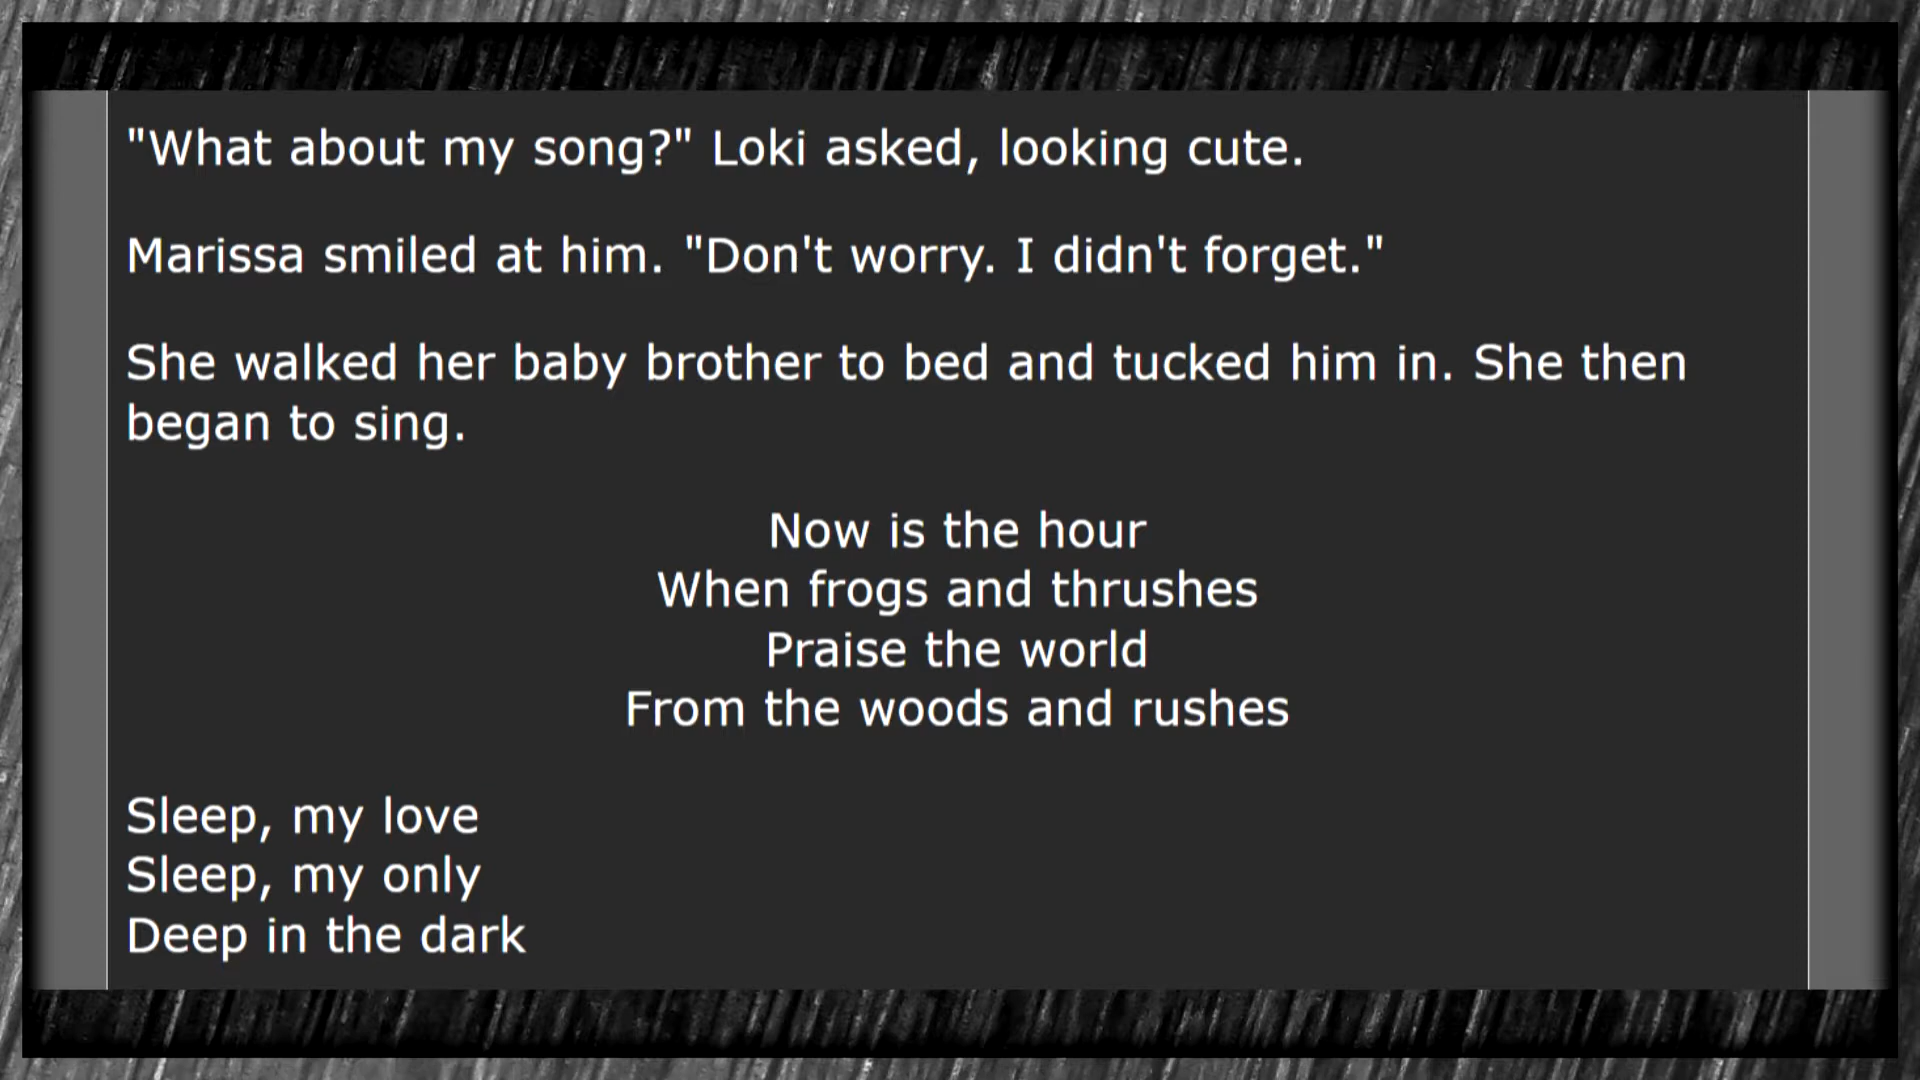 "What about my song?" Loki asked, looking cute.
Marissa smiled at him. "Don't worry. I didn't forget."
She walked her baby brother to bed and tucked him in. She then
began to sing.
Now is the hour
When frogs and thrushes
Praise the world
From the woods and rushes
Sleep, my love
Sleep, my only
Deep in the dark